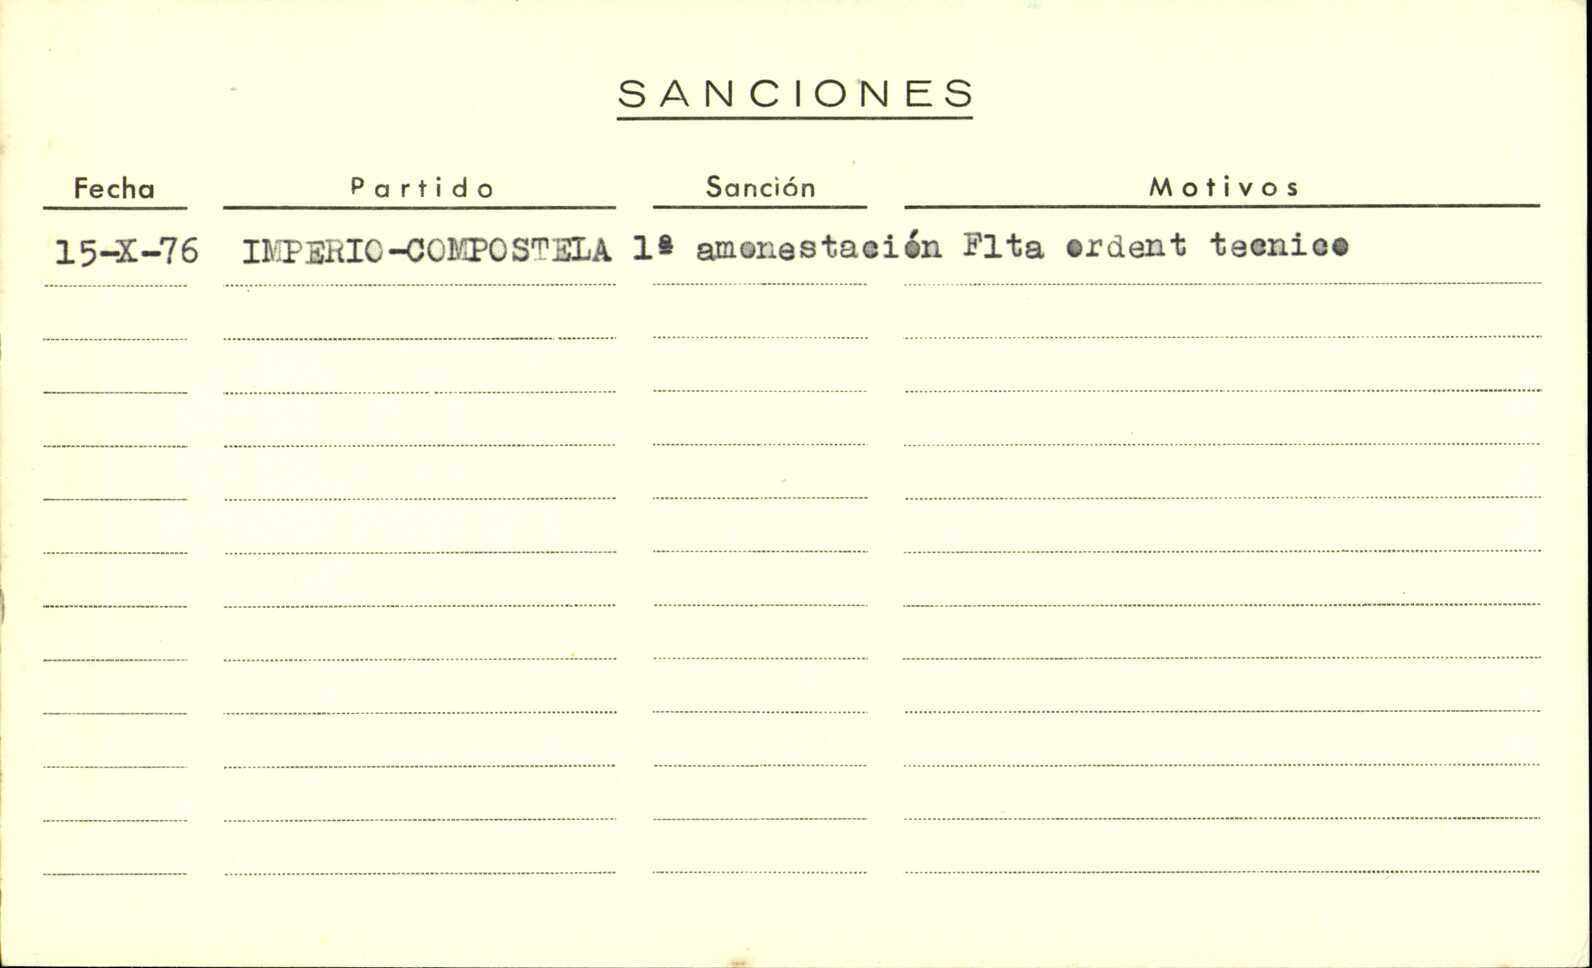 SANCIONES
Fecha Partido Sanción Motivos
15-X-76 IMPERIO-COMPOSTELA 1ª amonestación Flta ordent tecnico